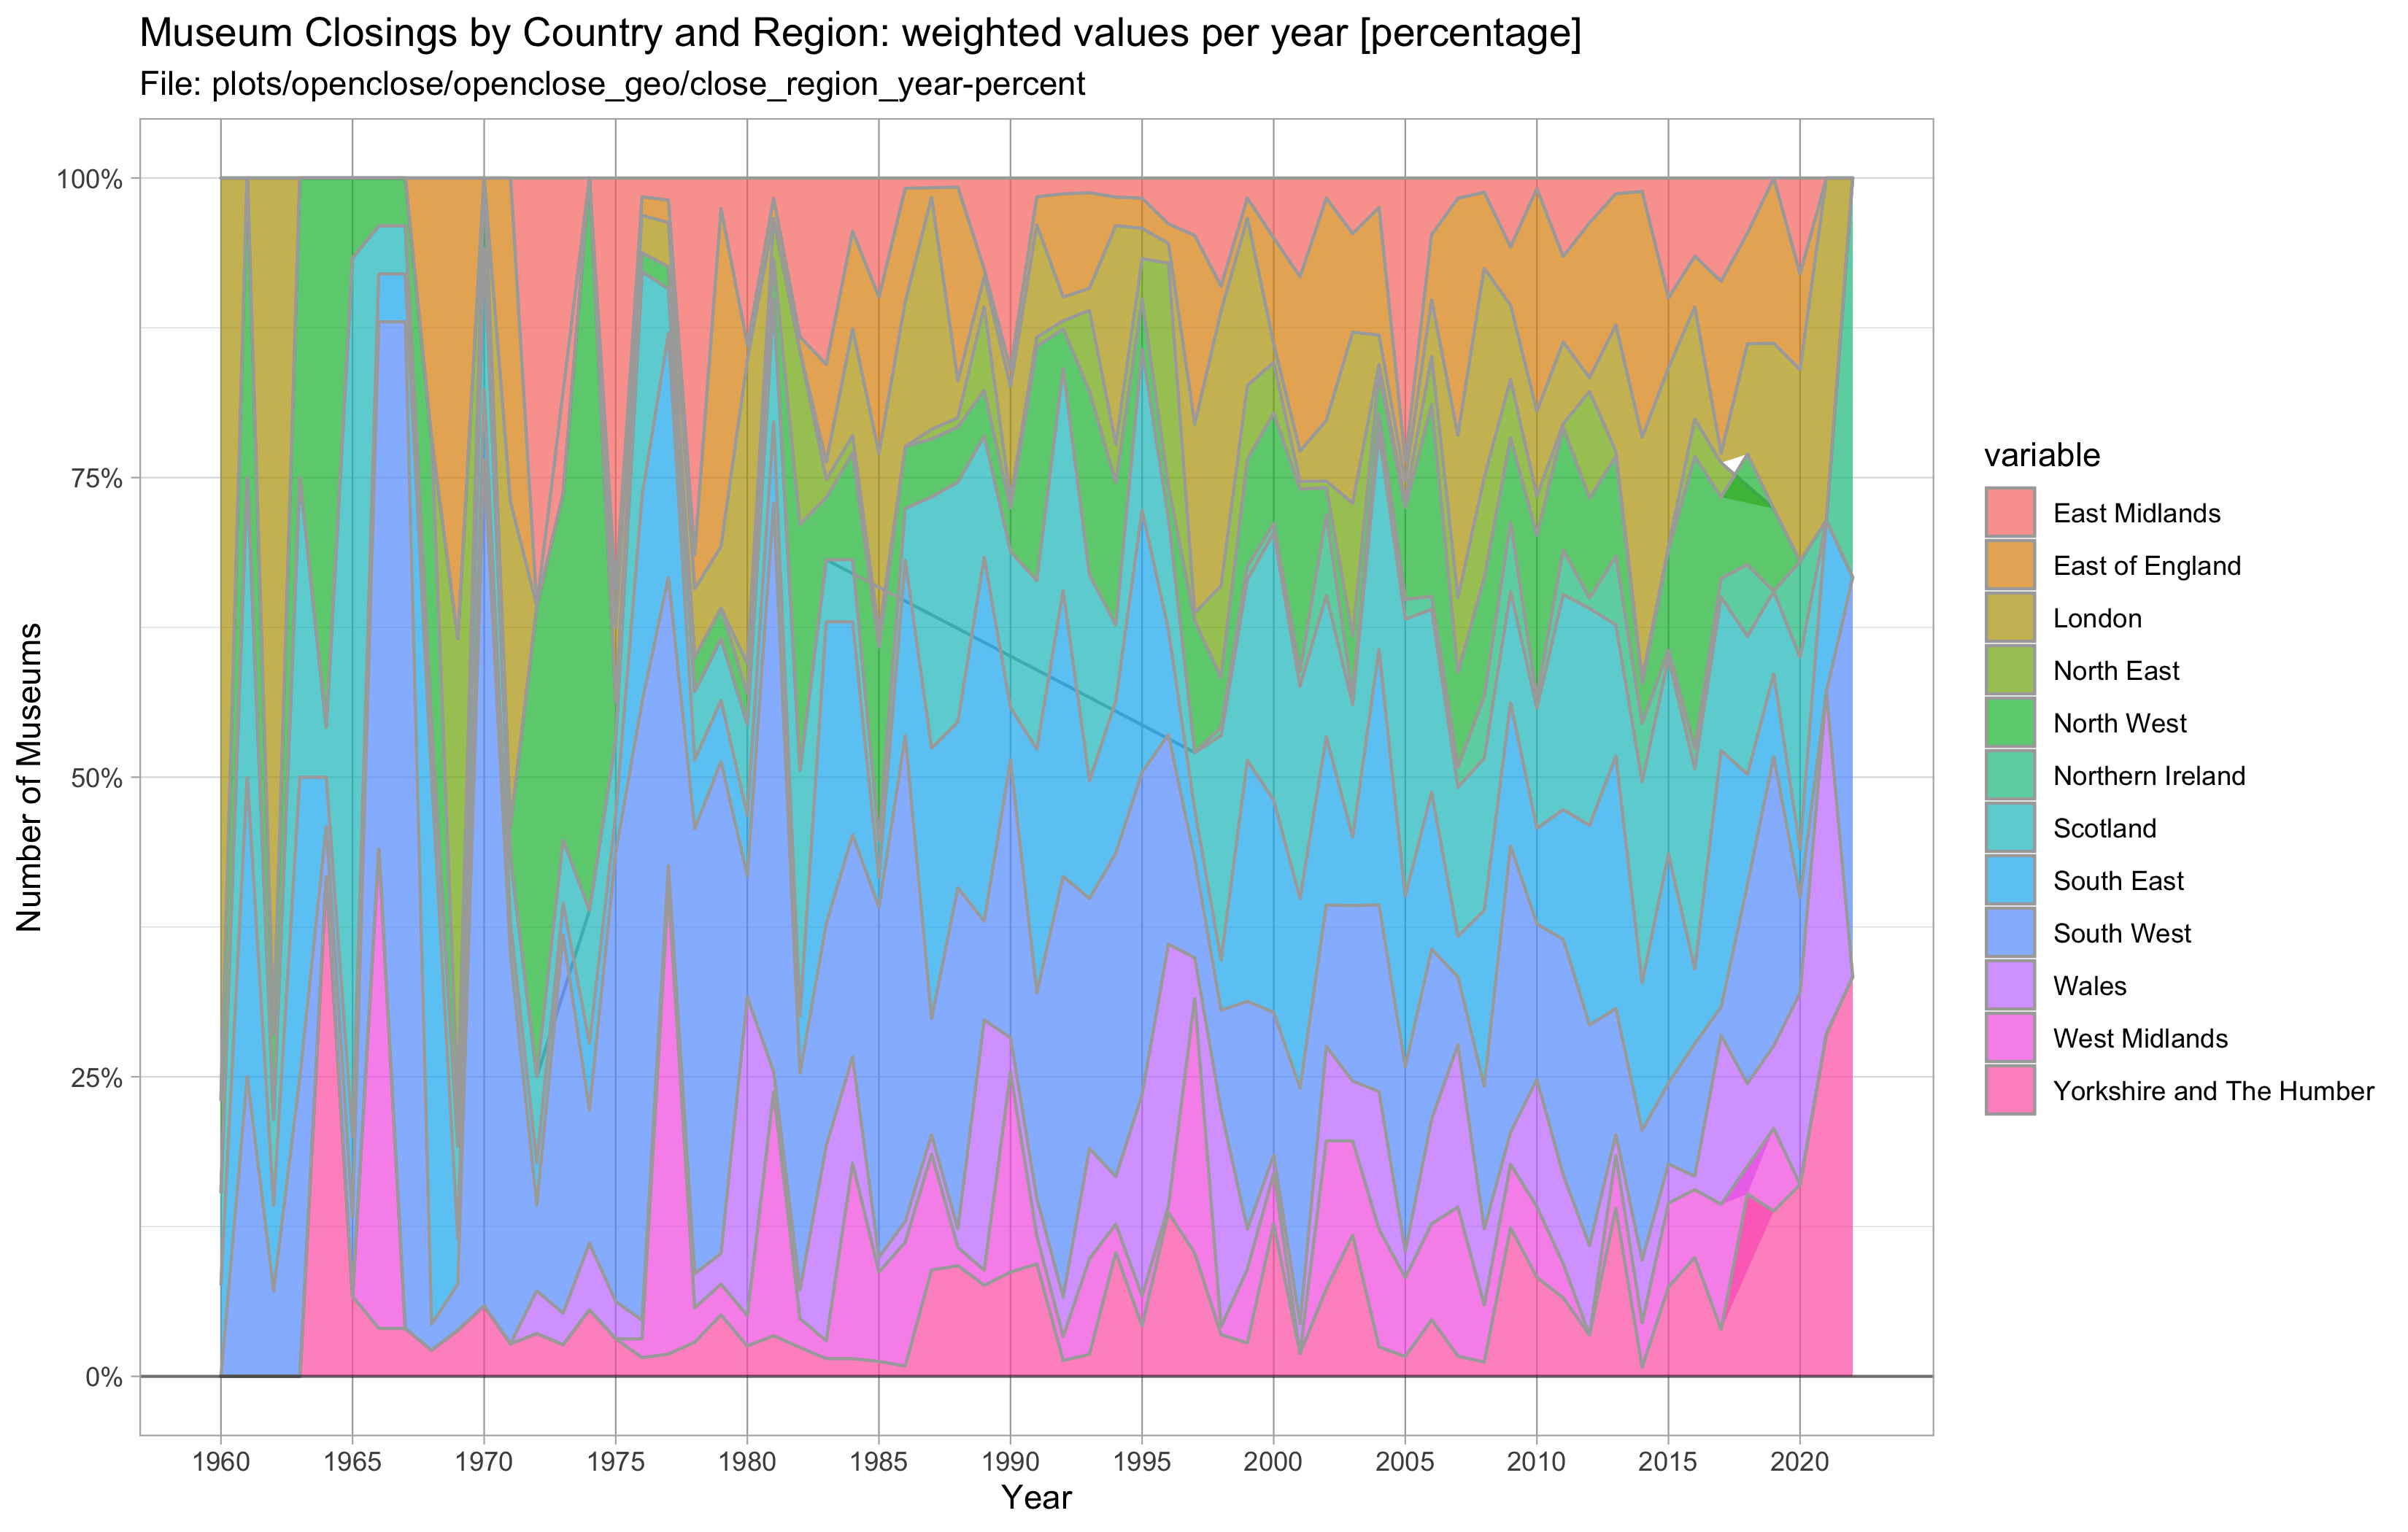 Museum Closings by Country and Region: weighted values per year [percentage]
File: plots/openclose/openclose_geo/close_region_year-percent
Number of Museums
100%
75%
50%
25%
0%
1960 1965 1970 1975 1980 1985 1990 1995 2000 2005 2010 2015 2020
Year
variable
East Midlands
East of England
London
North East
North West
Northern Ireland
Scotland
South East
South West
Wales
West Midlands
Yorkshire and The Humber